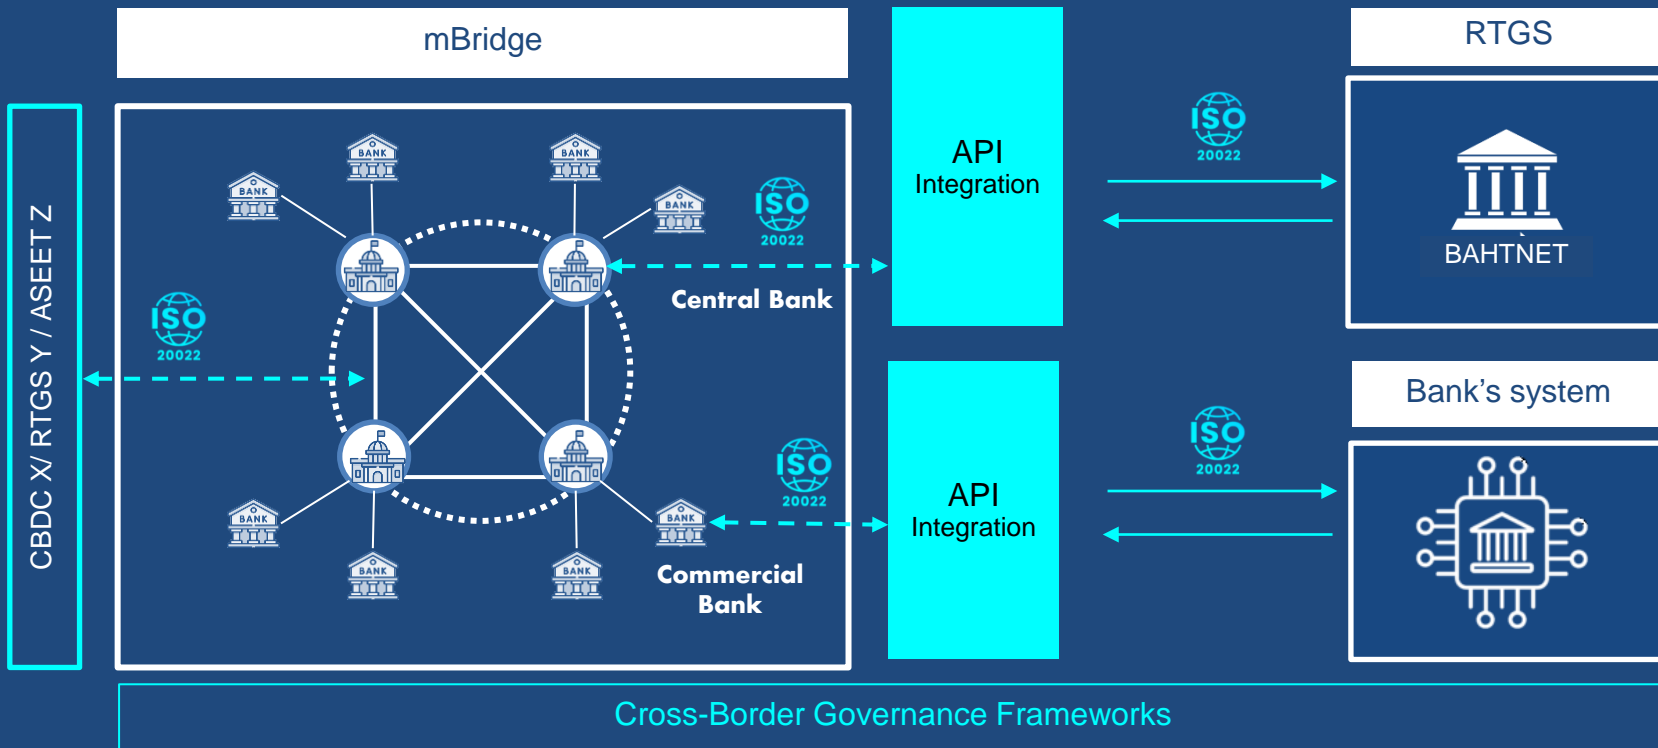 mBridge
RTGS
CBDC X/ RTGS Y / ASEET Z
BANK
BANK
BANK
BANK
ISO
20022
Central Bank
ISO
20022
BANK
BANK
BANK
BANK
ISO
20022
Commercial
Bank
API
Integration
ISO
20022
BAHTNET
API
Integration
ISO
20022
Bank's system
Cross-Border Governance Frameworks